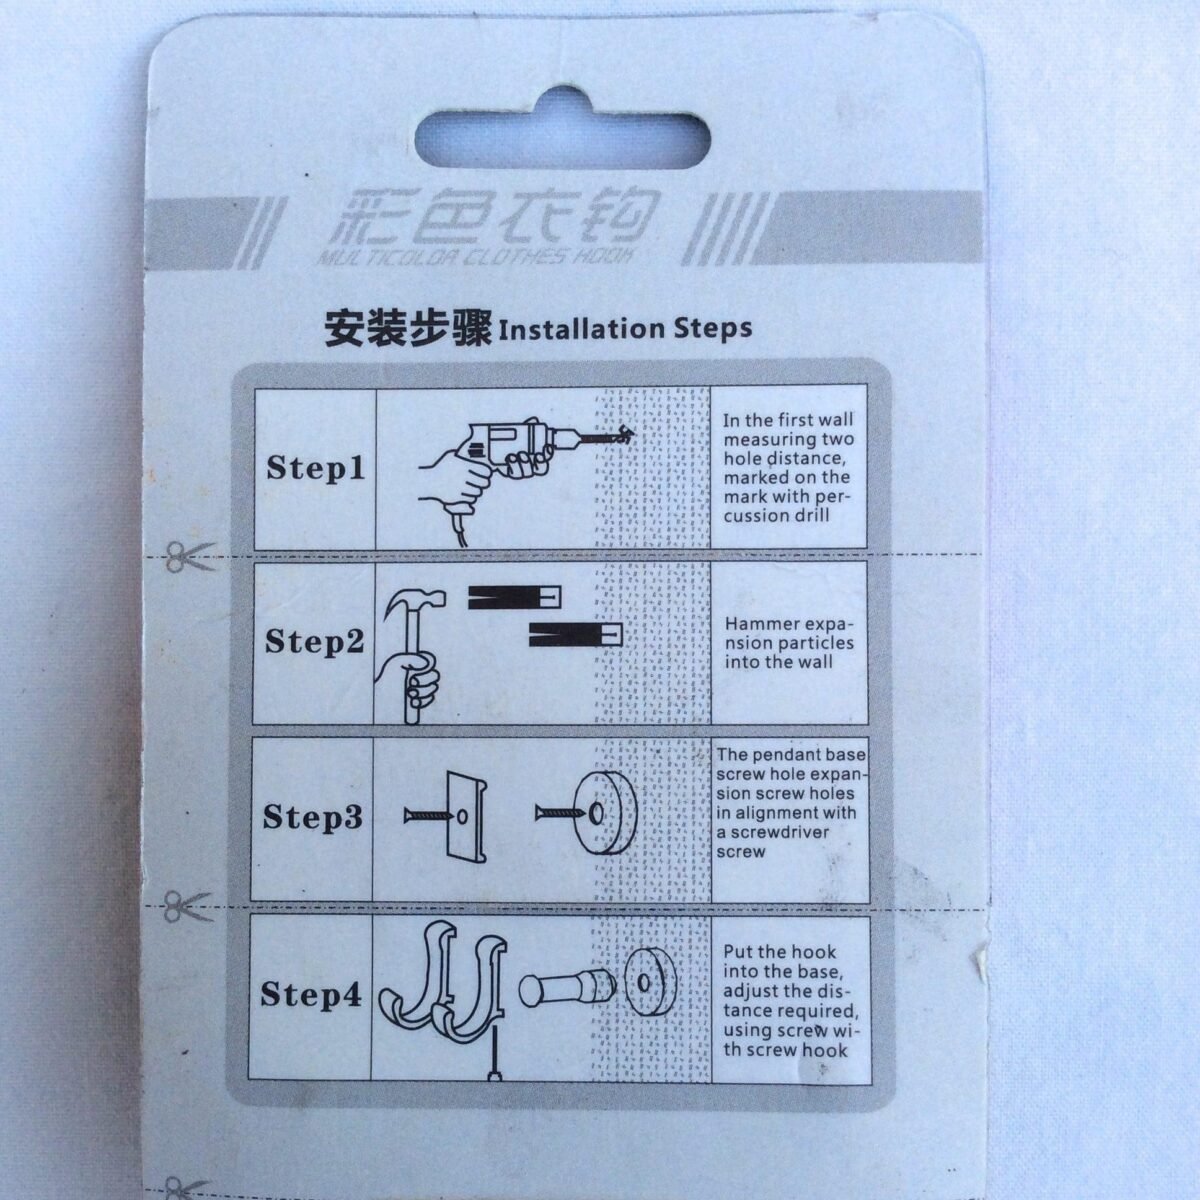 彩色衣钩
MULTICOLOR CLOTHES HOOK
安装步骤 Installation Steps
Step1
In the first wall
measuring two
hole distance,
marked on the
mark with per-
cussion drill
Step2
Hammer expa-
nsion particles
into the wall
Step3
The pendant base
screw hole expan-
sion screw holes
in alignment with
a screwdriver
screw
Step4
Put the hook
into the base,
adjust the dis-
tance required,
using screw wi-
th screw hook